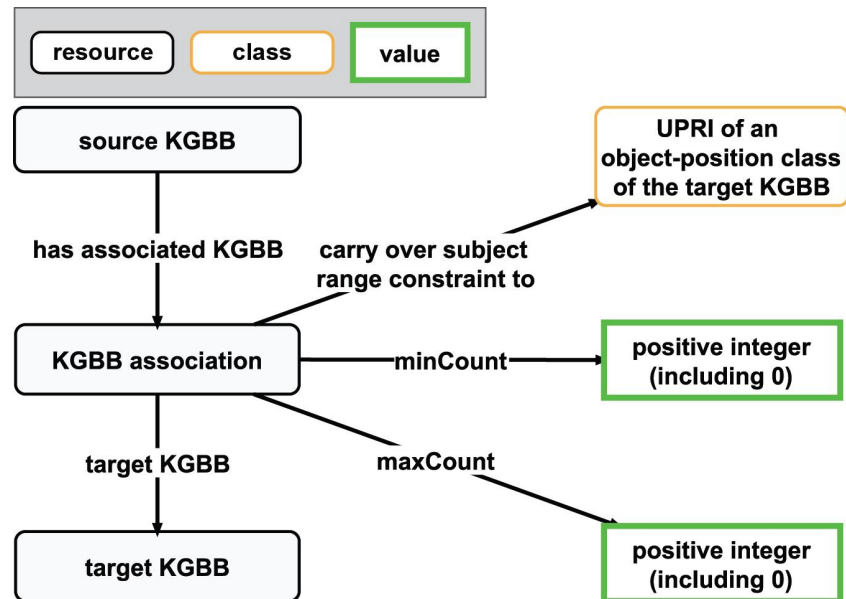 resource
class
value
source KGBB
UPRI of an
object-position class
of the target KGBB
has associated KGBB
carry over subject
range constraint to
KGBB association
minCount
positive integer
(including 0)
target KGBB
maxCount
target KGBB
positive integer
(including 0)